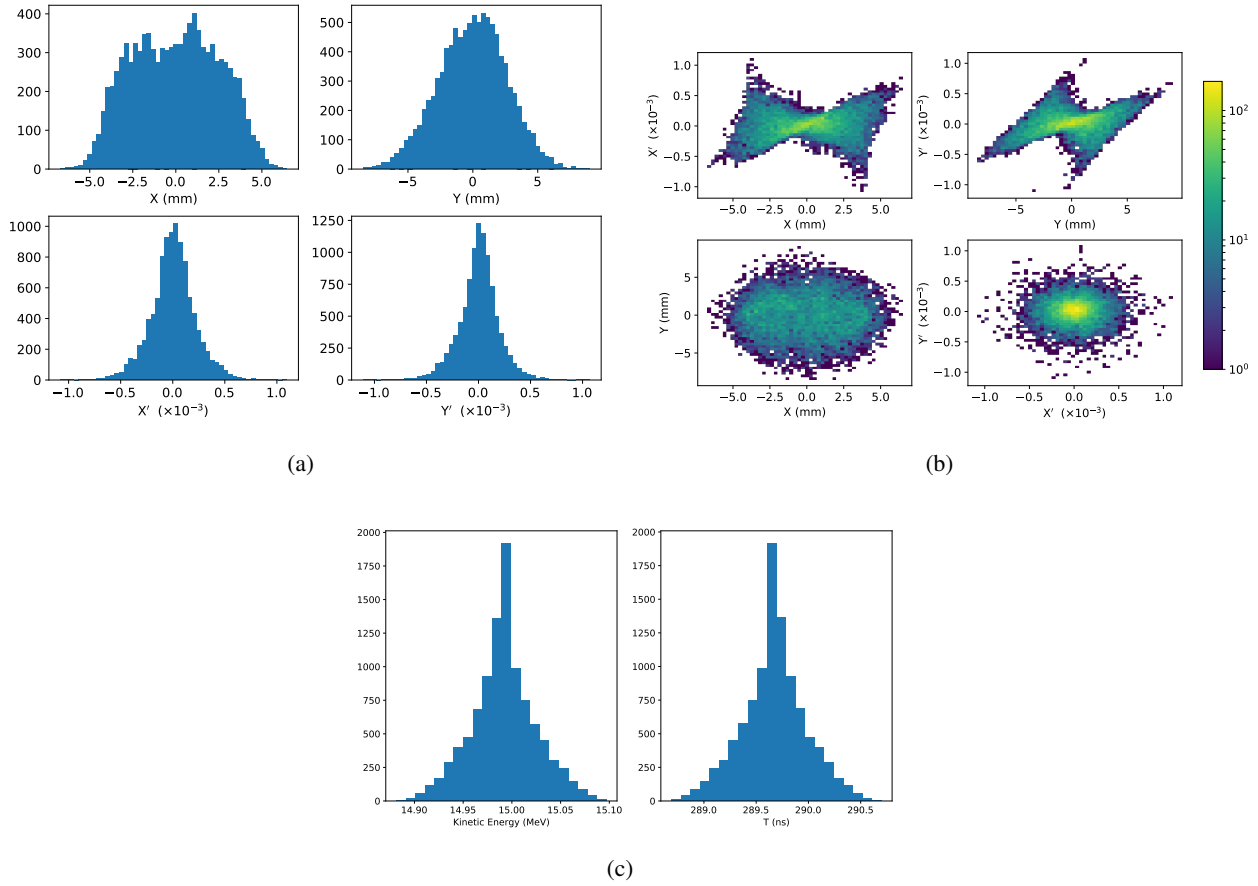 400
300
200
100
0
−5.0 −2.5 0.0 2.5 5.0
X (mm)
500
400
300
200
100
0
−5 0 5
Y (mm)
1000
800
600
400
200
0
−1.0 −0.5 0.0 0.5 1.0
X′ (×10⁻³)
1250
1000
750
500
250
0
−1.0 −0.5 0.0 0.5 1.0
Y′ (×10⁻³)
(a)
1.0
0.5
0.0
−0.5
−1.0
X′ (×10⁻³)
−5.0 −2.5 0.0 2.5 5.0
X (mm)
1.0
0.5
0.0
−0.5
−1.0
Y′ (×10⁻³)
−5 0 5
Y (mm)
5
0
−5
Y (mm)
−5.0 −2.5 0.0 2.5 5.0
X (mm)
1.0
0.5
0.0
−0.5
−1.0
Y′ (×10⁻³)
−1.0 −0.5 0.0 0.5 1.0
X′ (×10⁻³)
10²
10¹
10⁰
(b)
2000
1750
1500
1250
1000
750
500
250
0
14.90 14.95 15.00 15.05 15.10
Kinetic Energy (MeV)
2000
1750
1500
1250
1000
750
500
250
0
289.0 289.5 290.0 290.5
T (ns)
(c)